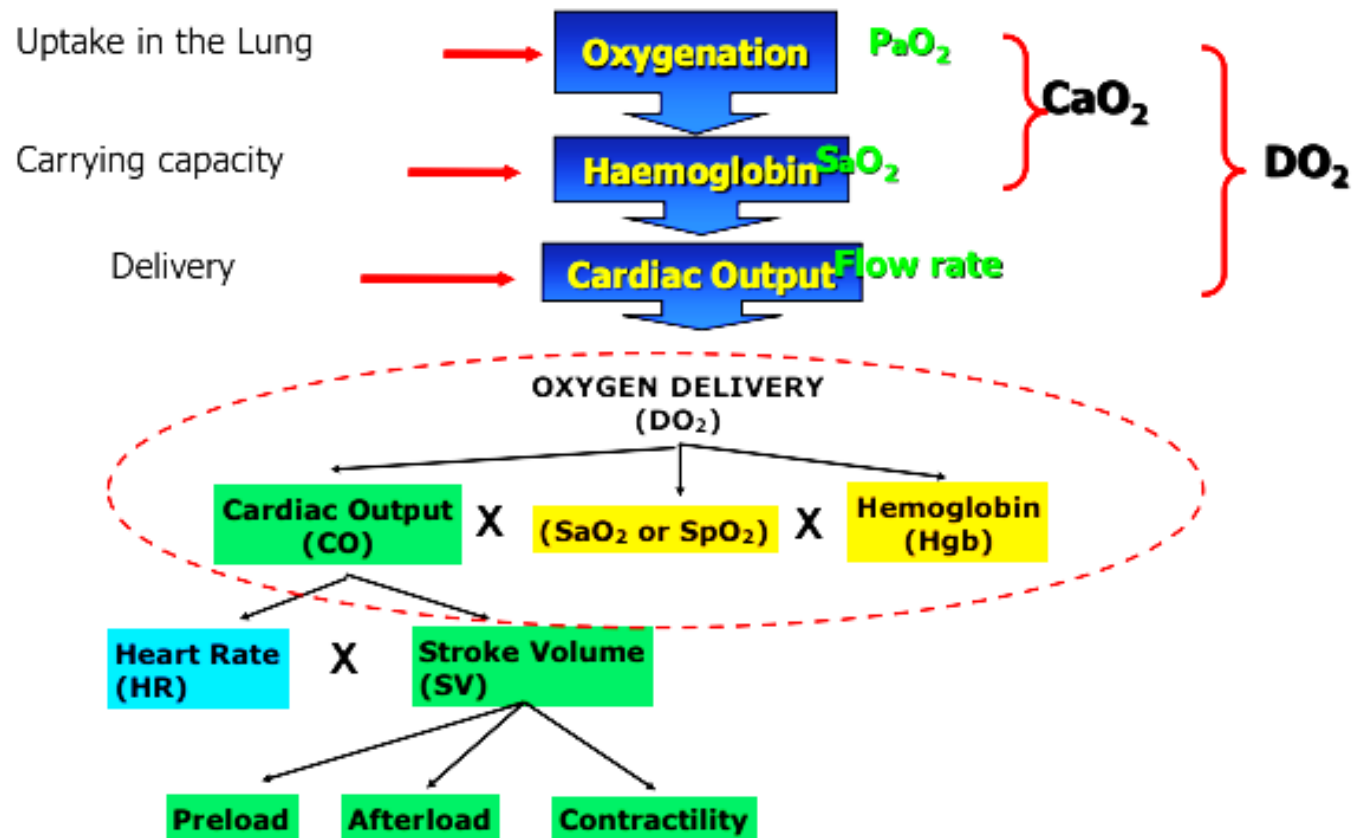 Uptake in the Lung
Oxygenation
PaO₂
CaO₂
Carrying capacity
Haemoglobin
SaO₂
DO₂
Delivery
Cardiac Output
Flow rate
OXYGEN DELIVERY
(DO₂)
Cardiac Output
(CO)
X
(SaO₂ or SpO₂)
X
Hemoglobin
(Hgb)
Heart Rate
(HR)
X
Stroke Volume
(SV)
Preload
Afterload
Contractility